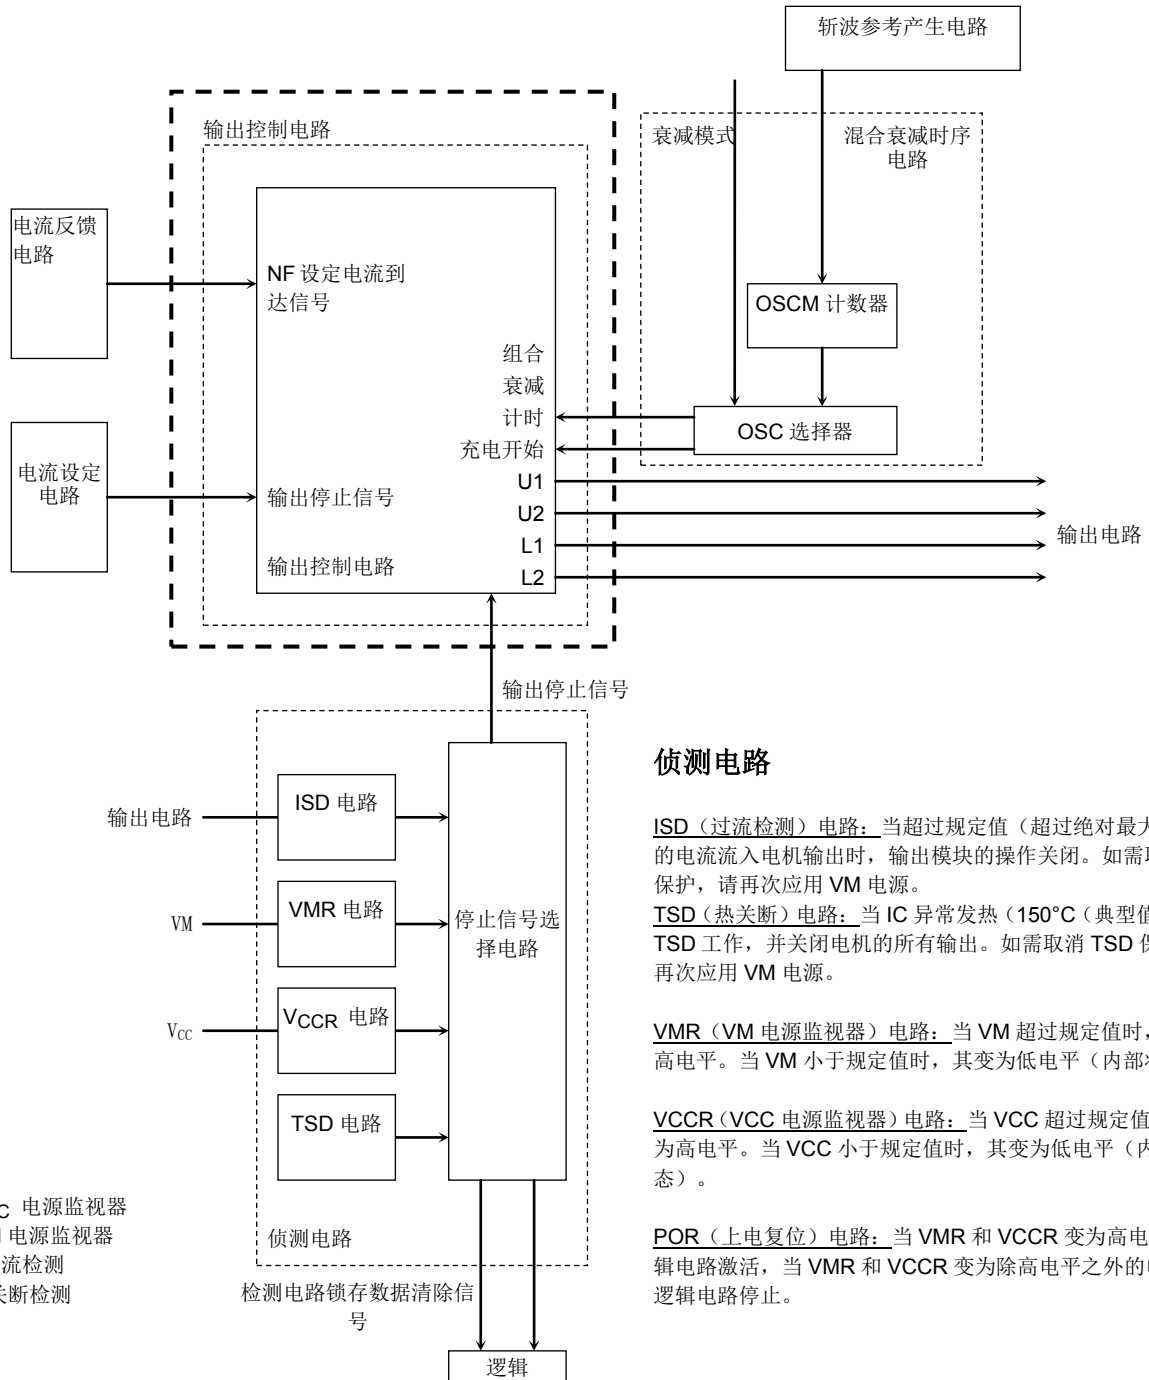 斩波参考产生电路
输出控制电路
衰减模式
混合衰减时序
电路
电流反馈
电路
NF 设定电流到
达信号
OSCM 计数器
组合
衰减
计时
充电开始
OSC 选择器
电流设定
电路
输出停止信号
U1
U2
L1
L2
输出电路
输出控制电路
输出停止信号
侦测电路
输出电路
ISD 电路
VM
VMR 电路
停止信号选
择电路
VCC
VCCR 电路
TSD 电路
侦测电路
ISD（过流检测）电路：当超过规定值（超过绝对最大
的电流流入电机输出时，输出模块的操作关闭。如需取
保护，请再次应用 VM 电源。
TSD（热关断）电路：当 IC 异常发热（150°C（典型值
TSD 工作，并关闭电机的所有输出。如需取消 TSD 保
再次应用 VM 电源。
VMR（VM 电源监视器）电路：当 VM 超过规定值时，
高电平。当 VM 小于规定值时，其变为低电平（内部
VCCR（VCC 电源监视器）电路：当 VCC 超过规定值
为高电平。当 VCC 小于规定值时，其变为低电平（内
态）。
POR（上电复位）电路：当 VMR 和 VCCR 变为高电
辑电路激活，当 VMR 和 VCCR 变为除高电平之外的
逻辑电路停止。
C 电源监视器
电源监视器
流检测
关断检测
检测电路锁存数据清除信
号
逻辑